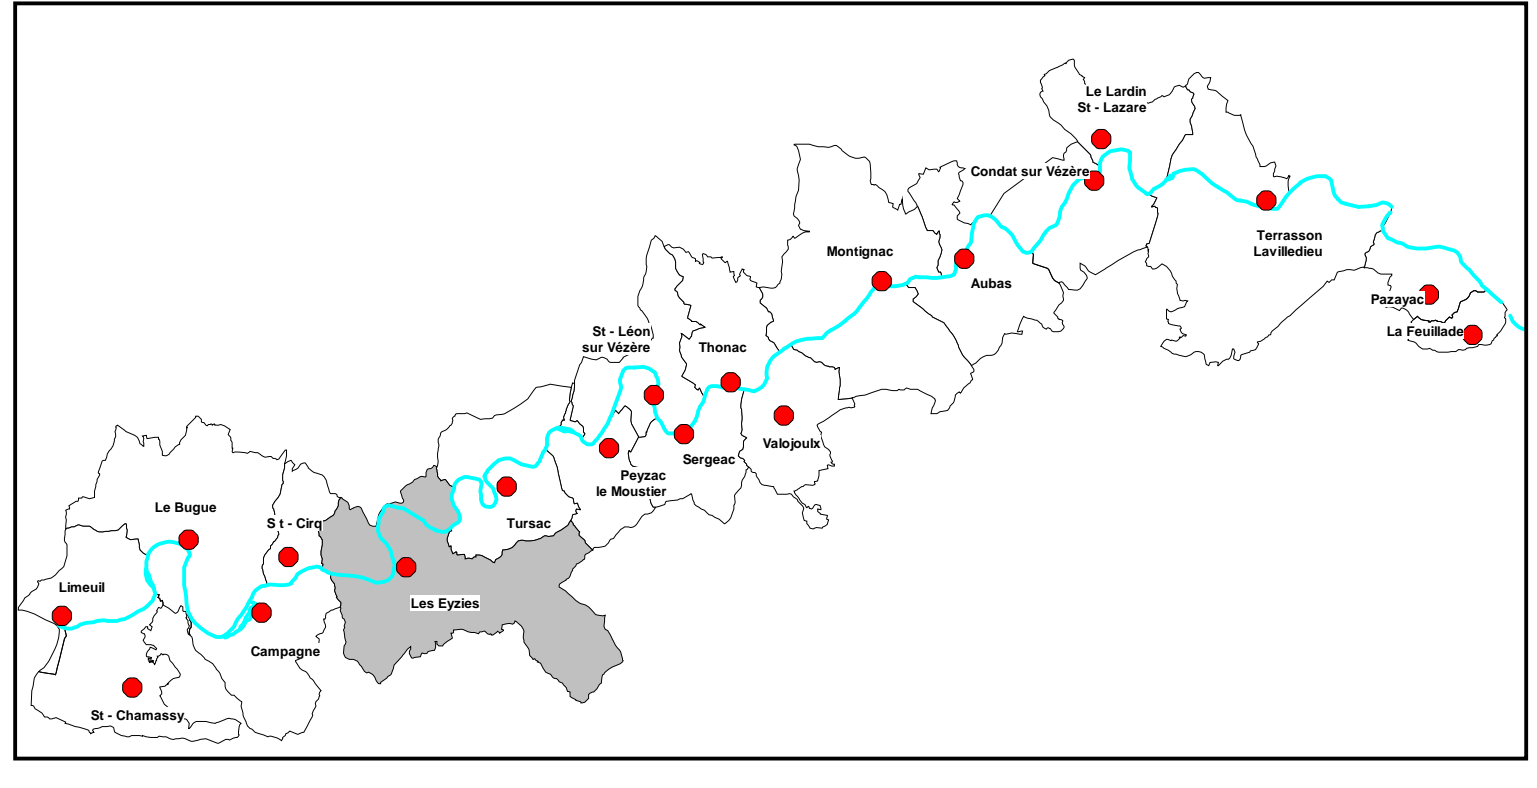 Le Lardin
St - Lazare
Condat sur Vézère
Terrasson
Lavilledieu
Montignac
Aubas
Pazayac
La Feuillade
St - Léon
sur Vézère
Thonac
Valojoulx
Sergeac
Peyzac
le Moustier
Tursac
Le Bugue
S t - Cirq
Limeuil
Les Eyzies
Campagne
St - Chamassy